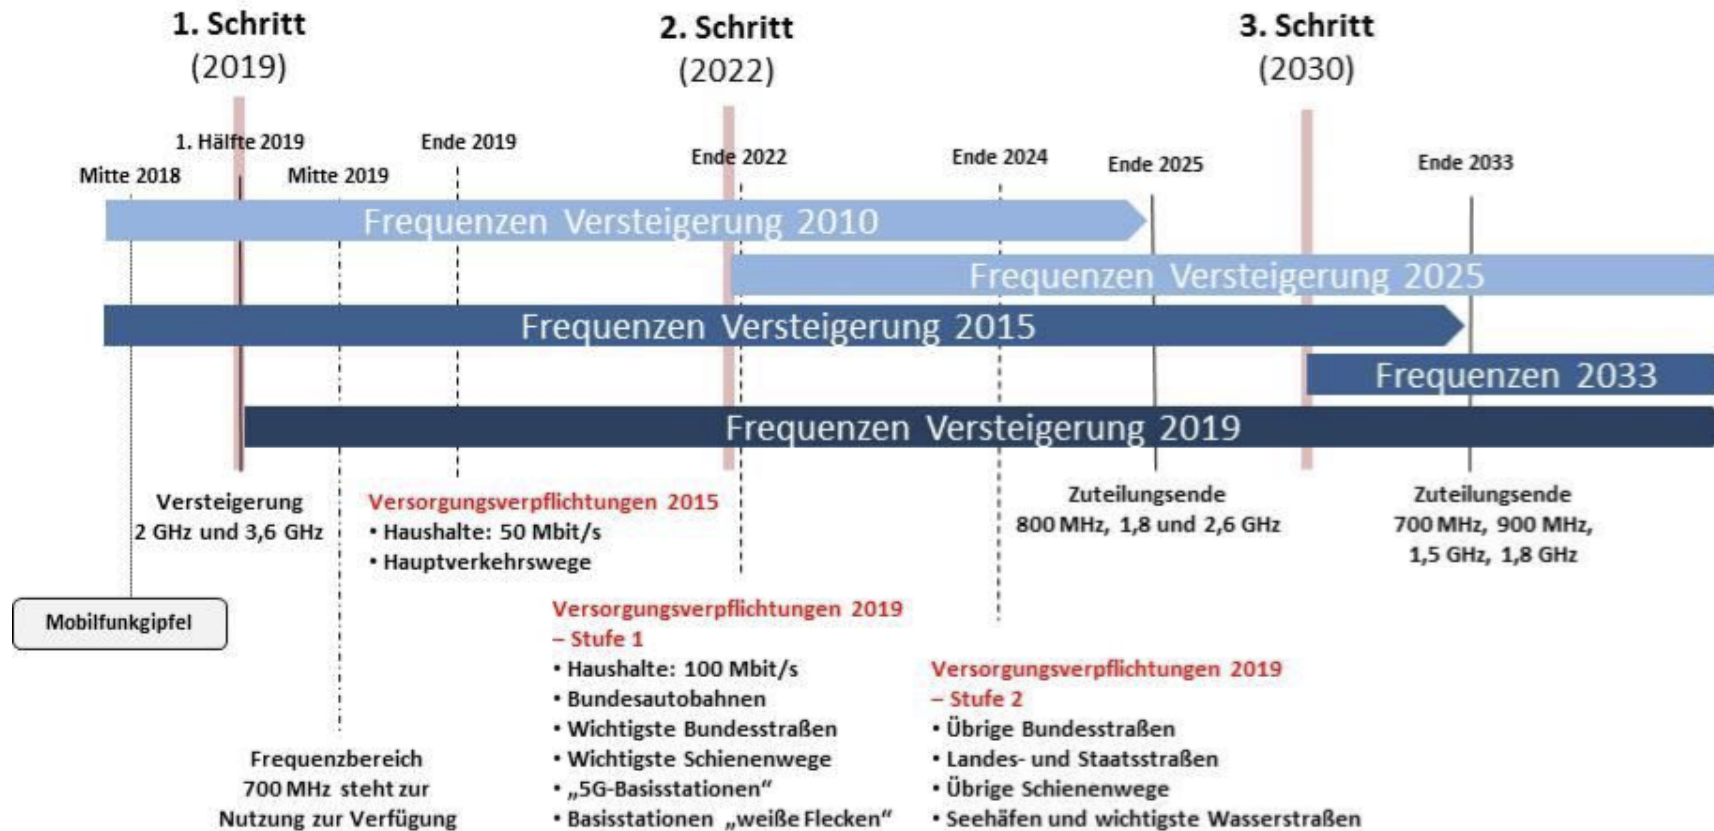 1. Schritt
(2019)
2. Schritt
(2022)
3. Schritt
(2030)
Mitte 2018
1. Hälfte 2019
Mitte 2019
Ende 2019
Ende 2022
Ende 2024
Ende 2025
Ende 2033
Frequenzen Versteigerung 2010
Frequenzen Versteigerung 2025
Frequenzen Versteigerung 2015
Frequenzen 2033
Frequenzen Versteigerung 2019
Versteigerung
2 GHz und 3,6 GHz
Versorgungsverpflichtungen 2015
• Haushalte: 50 Mbit/s
• Hauptverkehrswege
Zuteilungsende
800 MHz, 1,8 und 2,6 GHz
Zuteilungsende
700 MHz, 900 MHz,
1,5 GHz, 1,8 GHz
Mobilfunkgipfel
Versorgungsverpflichtungen 2019
– Stufe 1
• Haushalte: 100 Mbit/s
• Bundesautobahnen
• Wichtigste Bundesstraßen
• Wichtigste Schienenwege
• „5G-Basisstationen“
• Basisstationen „weiße Flecken“
Versorgungsverpflichtungen 2019
– Stufe 2
• Übrige Bundesstraßen
• Landes- und Staatsstraßen
• Übrige Schienenwege
• Seehäfen und wichtigste Wasserstraßen
Frequenzbereich
700 MHz steht zur
Nutzung zur Verfügung